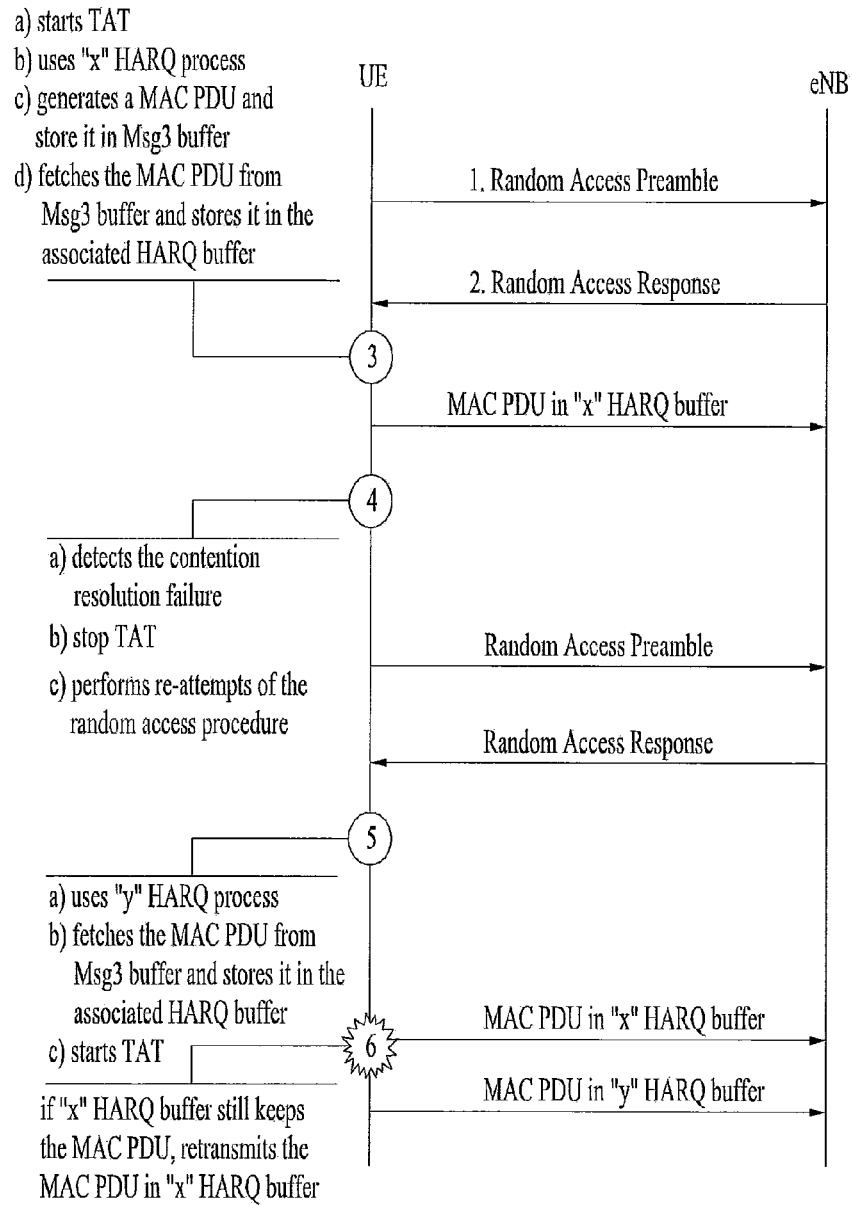 a) starts TAT
b) uses "x" HARQ process
c) generates a MAC PDU and
store it in Msg3 buffer
d) fetches the MAC PDU from
Msg3 buffer and stores it in the
associated HARQ buffer
UE
eNB
1. Random Access Preamble
2. Random Access Response
3
MAC PDU in "x" HARQ buffer
4
a) detects the contention
resolution failure
b) stop TAT
c) performs re-attempts of the
random access procedure
Random Access Preamble
Random Access Response
5
a) uses "y" HARQ process
b) fetches the MAC PDU from
Msg3 buffer and stores it in the
associated HARQ buffer
c) starts TAT
6
MAC PDU in "x" HARQ buffer
MAC PDU in "y" HARQ buffer
if "x" HARQ buffer still keeps
the MAC PDU, retransmits the
MAC PDU in "x" HARQ buffer